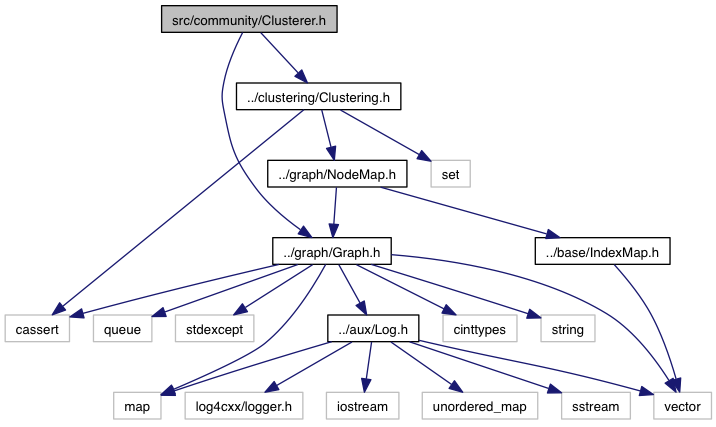 src/community/Clusterer.h
../clustering/Clustering.h
../graph/NodeMap.h
set
../graph/Graph.h
../base/IndexMap.h
cassert
queue
stdexcept
../aux/Log.h
cinttypes
string
map
log4cxx/logger.h
iostream
unordered_map
sstream
vector